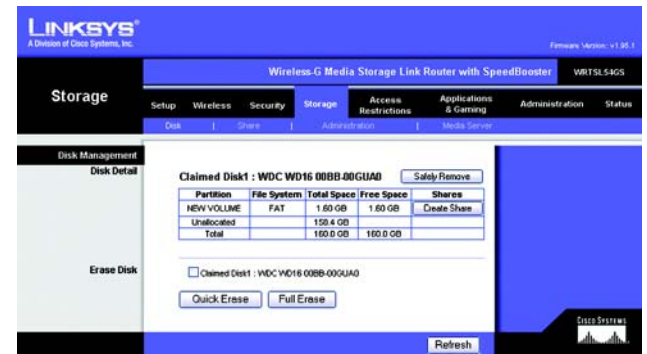 LINKSYS®
A Division of Cisco Systems, Inc.
Firmware Version: v1.95.1
Wireless-G Media Storage Link Router with SpeedBooster WRTSL54GS
Storage
Setup Wireless Security Storage Access Restrictions Applications & Gaming Administration Status
Disk | Share | Administration | Media Server
Disk Management
Disk Detail
Claimed Disk1 : WDC WD16 00BB-00GUA0 Safely Remove
Partition File System Total Space Free Space Shares
NEW VOLUME FAT 1.60 GB 1.60 GB Create Share
Unallocated 158.4 GB
Total 160.0 GB 160.0 GB
Erase Disk
Claimed Disk1 : WDC WD16 00BB-00GUA0
Quick Erase Full Erase
Cisco Systems
Refresh